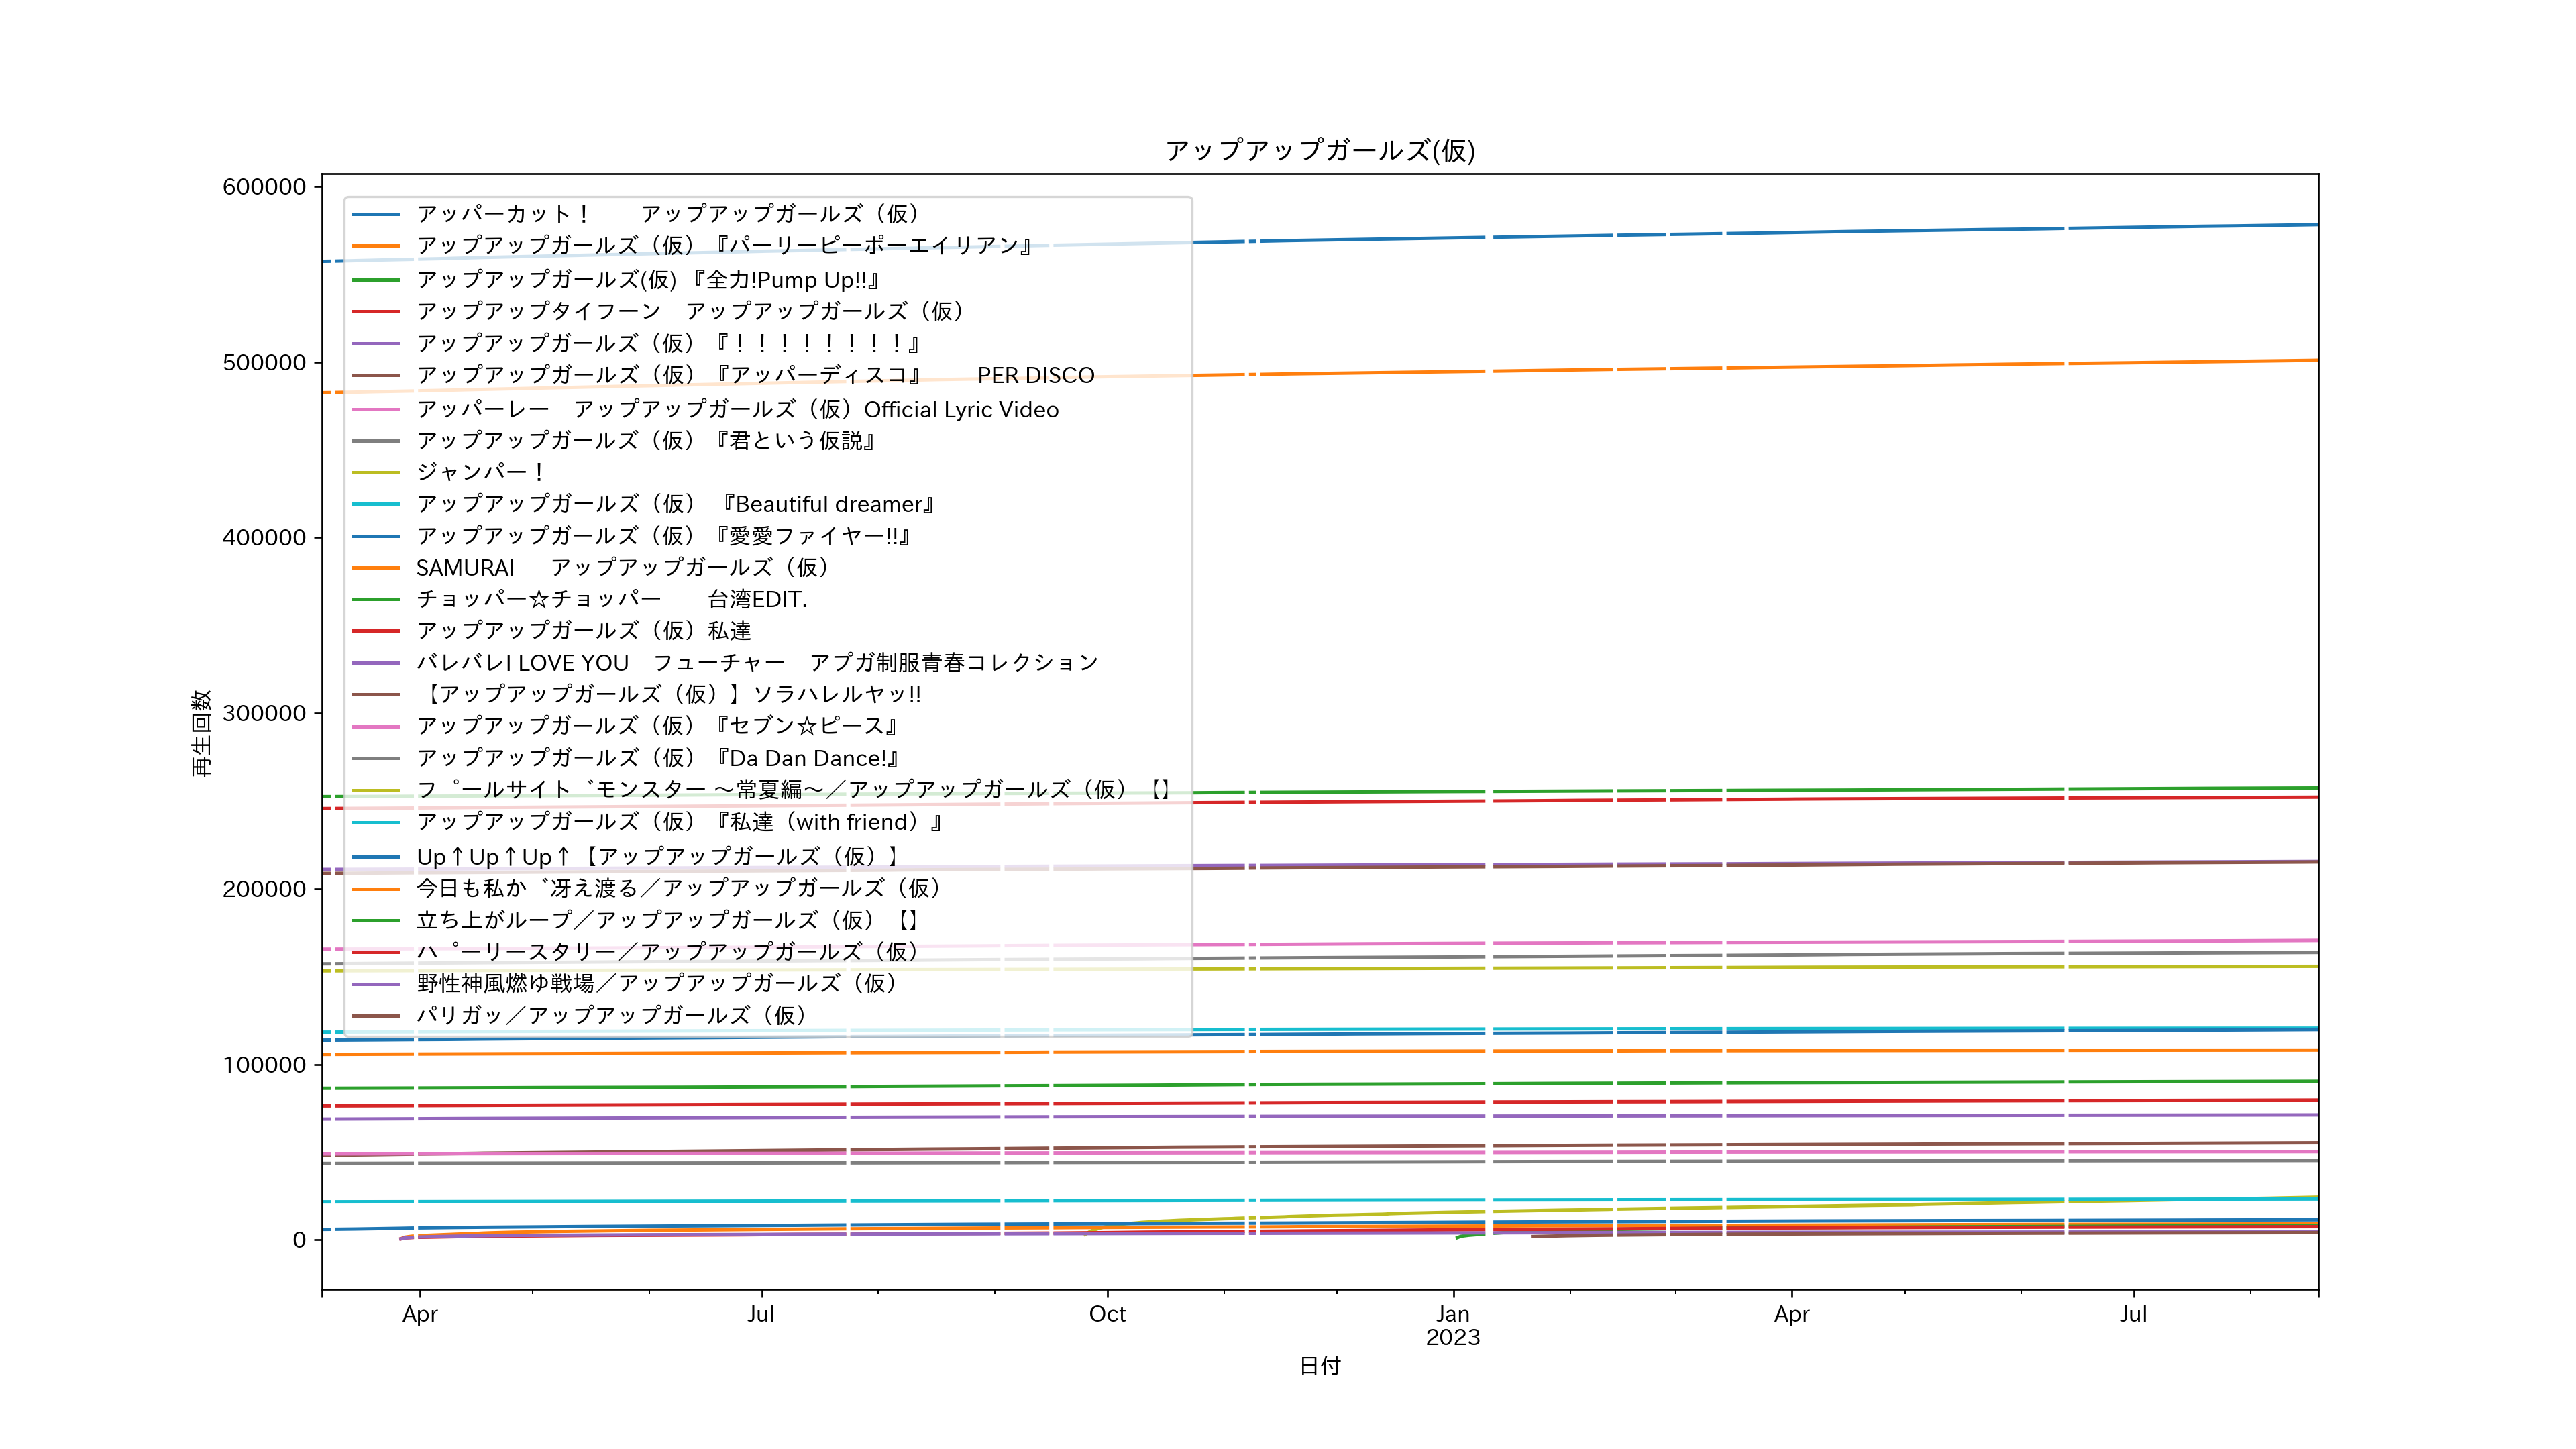 アップアップガールズ(仮)
600000
500000
400000
300000
200000
100000
0
再生回数
アッパーカット！　　アップアップガールズ（仮）
アップアップガールズ（仮）『パーリーピーポーエイリアン』
アップアップガールズ(仮) 『全力!Pump Up!!』
アップアップタイフーン　アップアップガールズ（仮）
アップアップガールズ（仮）『！！！！！！！！』
アップアップガールズ（仮）『アッパーディスコ』　　PER DISCO
アッパーレー　アップアップガールズ（仮）Official Lyric Video
アップアップガールズ（仮）『君という仮説』
ジャンパー！
アップアップガールズ（仮） 『Beautiful dreamer』
アップアップガールズ（仮）『愛愛ファイヤー!!』
SAMURAI　 アップアップガールズ（仮）
チョッパー☆チョッパー　　台湾EDIT.
アップアップガールズ（仮）私達
バレバレI LOVE YOU　フューチャー　アプガ制服青春コレクション
【アップアップガールズ（仮）】ソラハレルヤッ!!
アップアップガールズ（仮）『セブン☆ピース』
アップアップガールズ（仮）『Da Dan Dance!』
フ゜ールサイト゛モンスター 〜常夏編〜／アップアップガールズ（仮）【】
アップアップガールズ（仮）『私達（with friend）』
Up↑Up↑Up↑【アップアップガールズ（仮）】
今日も私か゛冴え渡る／アップアップガールズ（仮）
立ち上がループ／アップアップガールズ（仮）【】
ハ゜ーリースタリー／アップアップガールズ（仮）
野性神風燃ゆ戦場／アップアップガールズ（仮）
パリガッ／アップアップガールズ（仮）
Apr Jul Oct Jan Apr Jul
2023
日付